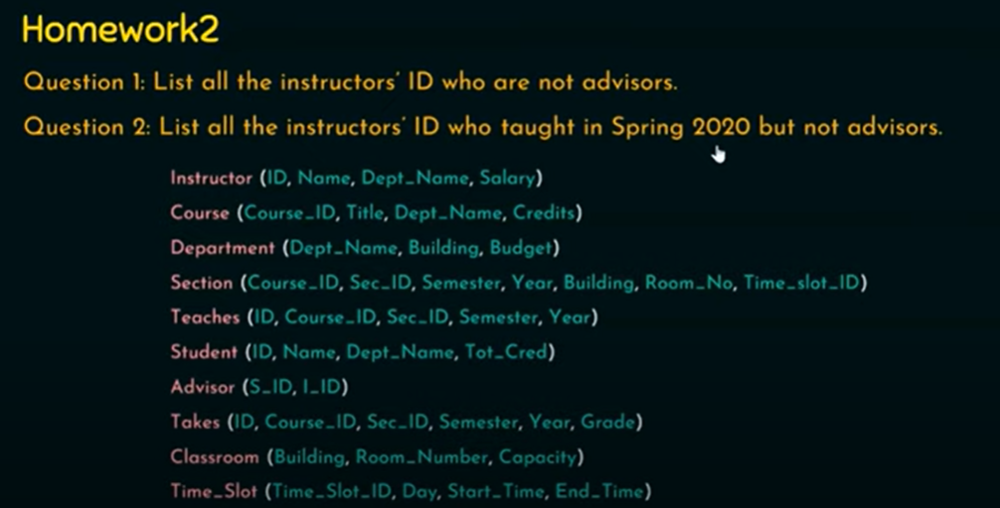 Homework2
Question 1: List all the instructors' ID who are not advisors.
Question 2: List all the instructors' ID who taught in Spring 2020 but not advisors.
Instructor (ID, Name, Dept_Name, Salary)
Course (Course_ID, Title, Dept_Name, Credits)
Department (Dept_Name, Building, Budget)
Section (Course_ID, Sec_ID, Semester, Year, Building, Room_No, Time_slot_ID)
Teaches (ID, Course_ID, Sec_ID, Semester, Year)
Student (ID, Name, Dept_Name, Tot_Cred)
Advisor (S_ID, I_ID)
Takes (ID, Course_ID, Sec_ID, Semester, Year, Grade)
Classroom (Building, Room_Number, Capacity)
Time_Slot (Time_Slot_ID, Day, Start_Time, End_Time)